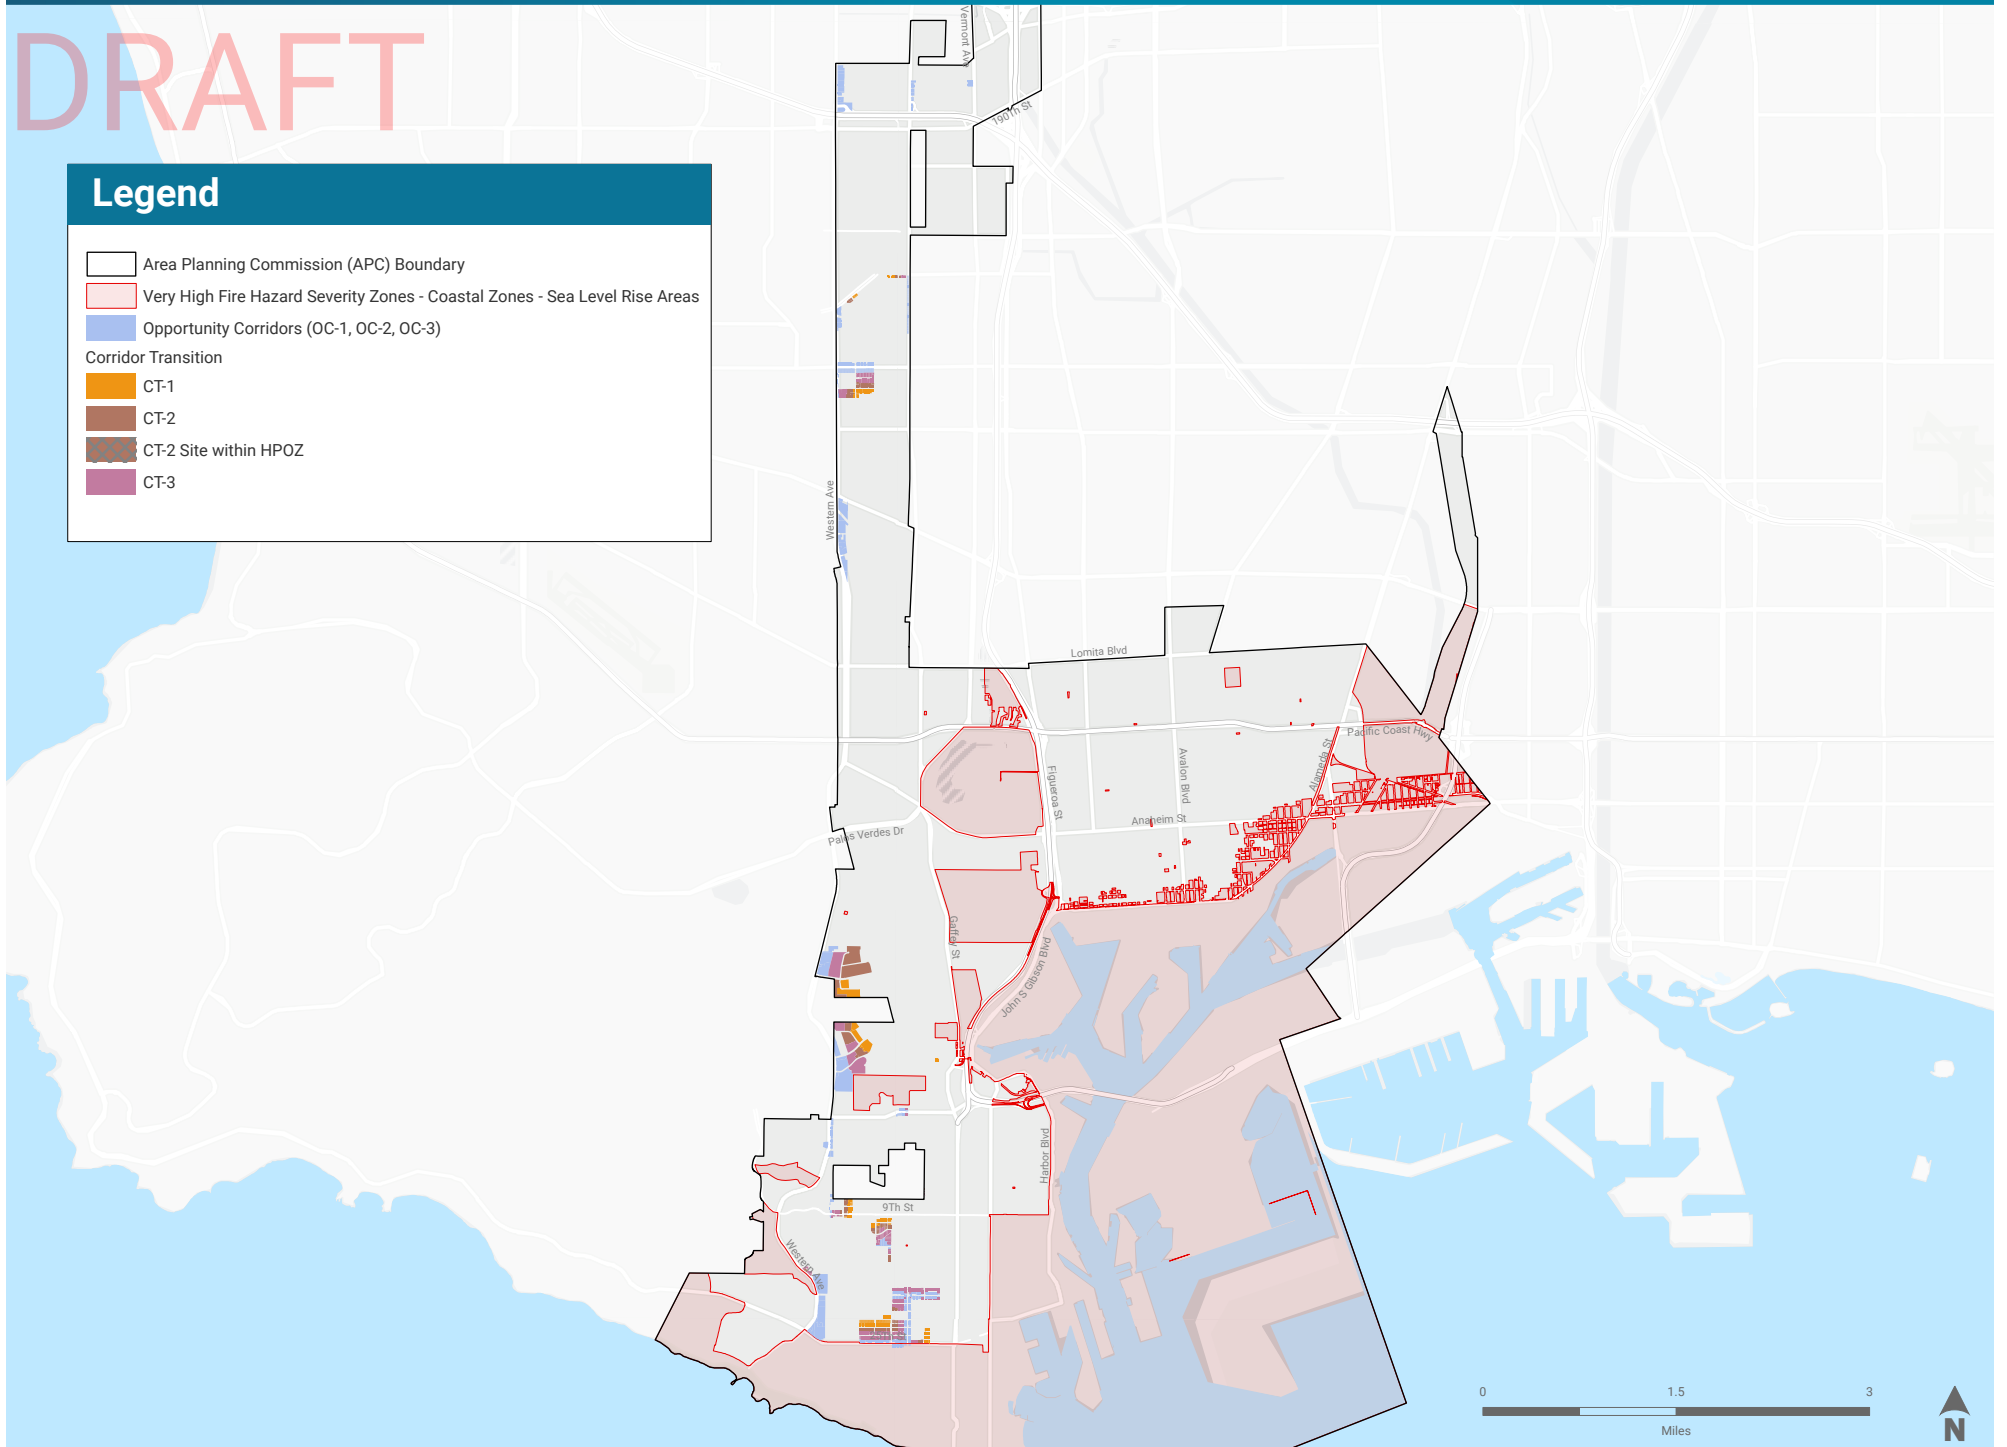 DRAFT
Legend
Area Planning Commission (APC) Boundary
Very High Fire Hazard Severity Zones - Coastal Zones - Sea Level Rise Areas
Opportunity Corridors (OC-1, OC-2, OC-3)
Corridor Transition
CT-1
CT-2
CT-2 Site within HPOZ
CT-3
Vermont Ave
190Th St
Western Ave
Lomita Blvd
Pacific Coast Hwy
Alameda St
Avalon Blvd
Figueroa St
Anaheim St
Palos Verdes Dr
Gaffey St
John S Gibson Blvd
Harbor Blvd
9Th St
Western Ave
0 1.5 3
Miles
N